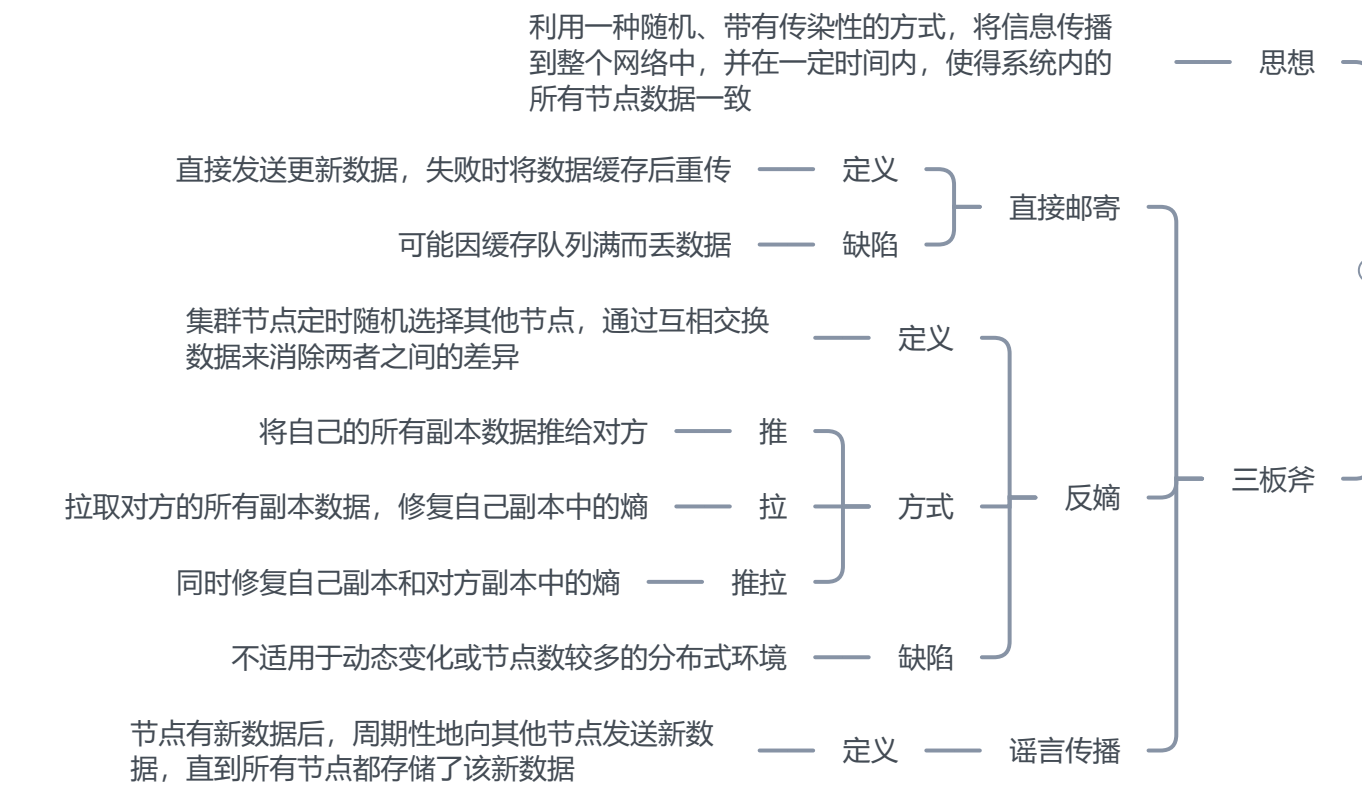 利用一种随机、带有传染性的方式，将信息传播
到整个网络中，并在一定时间内，使得系统内的
所有节点数据一致
思想
直接发送更新数据，失败时将数据缓存后重传
定义
直接邮寄
可能因缓存队列满而丢数据
缺陷
集群节点定时随机选择其他节点，通过互相交换
数据来消除两者之间的差异
定义
将自己的所有副本数据推给对方
推
拉取对方的所有副本数据，修复自己副本中的熵
拉
方式
反嫡
三板斧
同时修复自己副本和对方副本中的熵
推拉
不适用于动态变化或节点数较多的分布式环境
缺陷
节点有新数据后，周期性地向其他节点发送新数
据，直到所有节点都存储了该新数据
定义
谣言传播